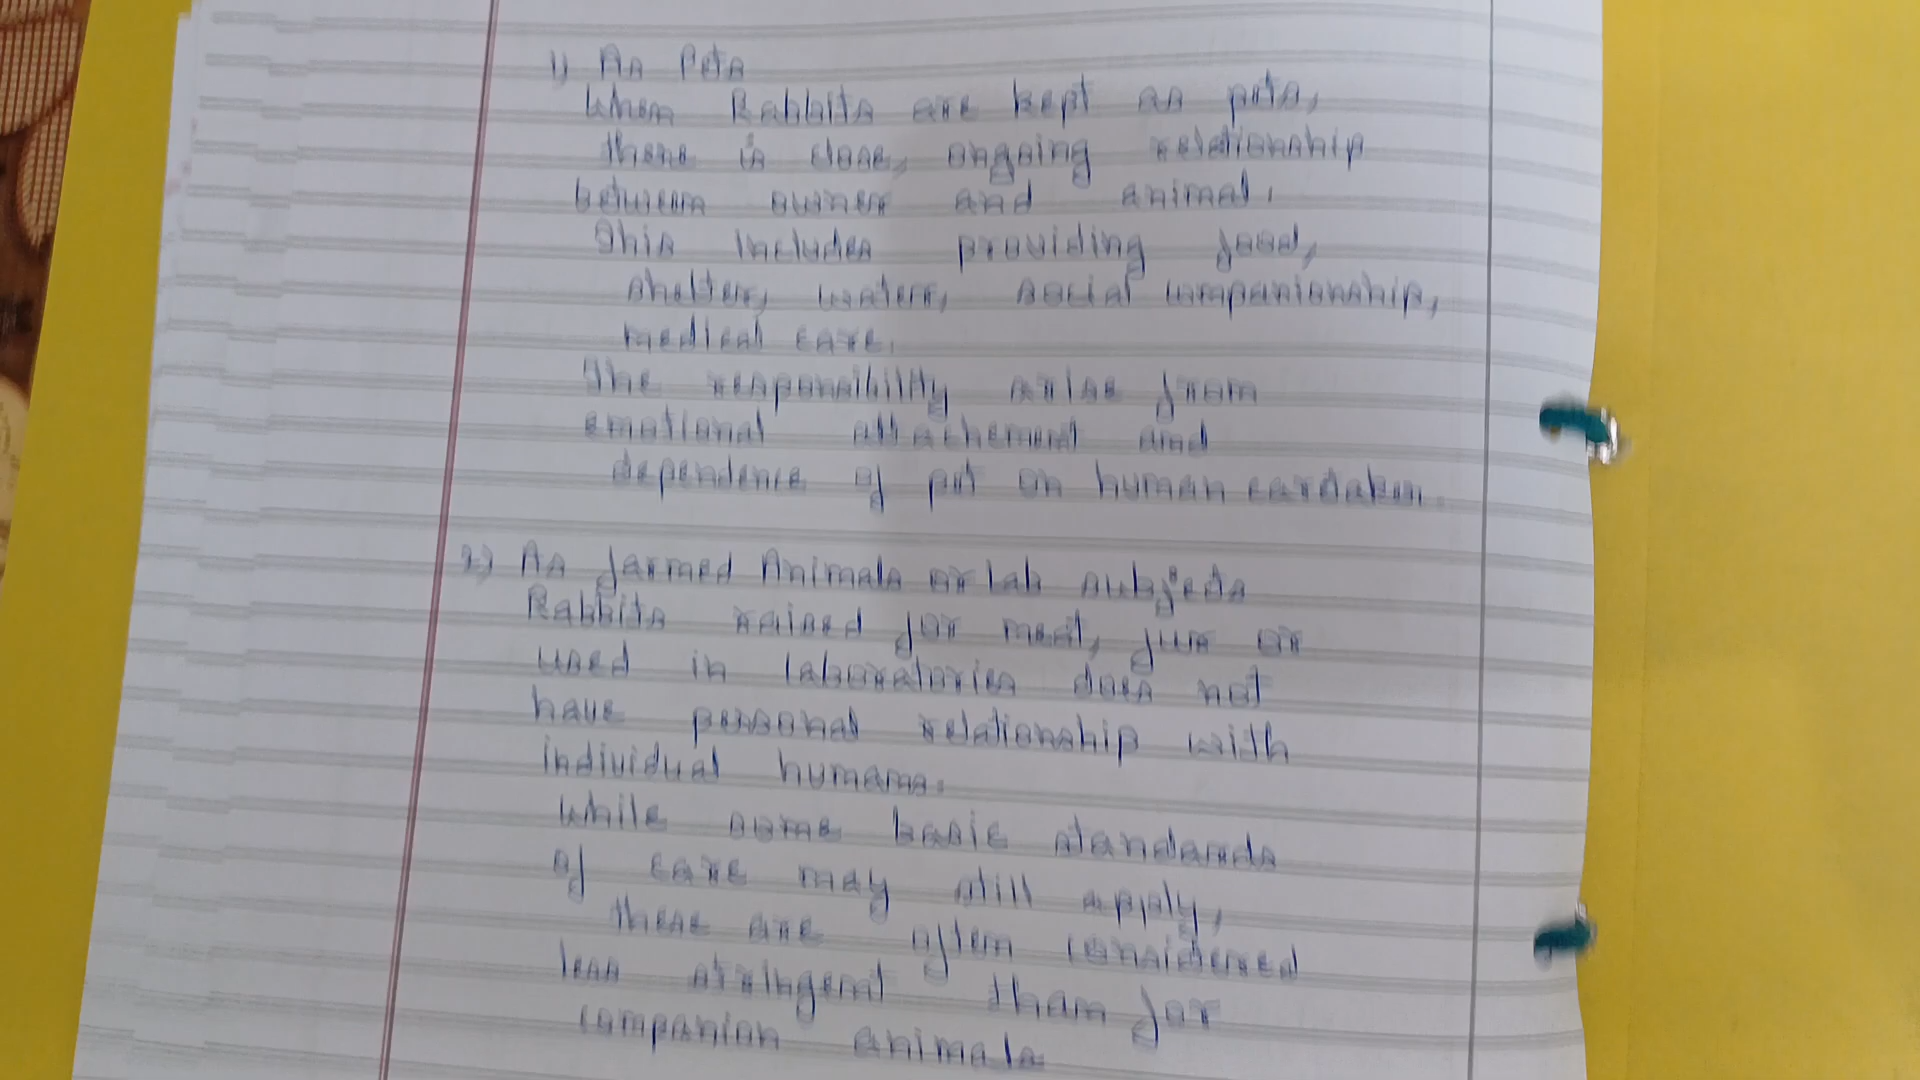 1) As Pets
When Rabbits are kept as pets,
there is close, ongoing relationship
between owner and animal.
This includes providing food,
shelter, water, social companionship,
medical care.
The responsibility arise from
emotional attachement and
dependence of pet on human
2) As farmed Animals or lab subjects
Rabbits raised for meat, fur or
used in laboratories does not
have personal relationship with
individual humans.
While some basic standards
of care may still apply,
these are often considered
less stringent than for
companion animals